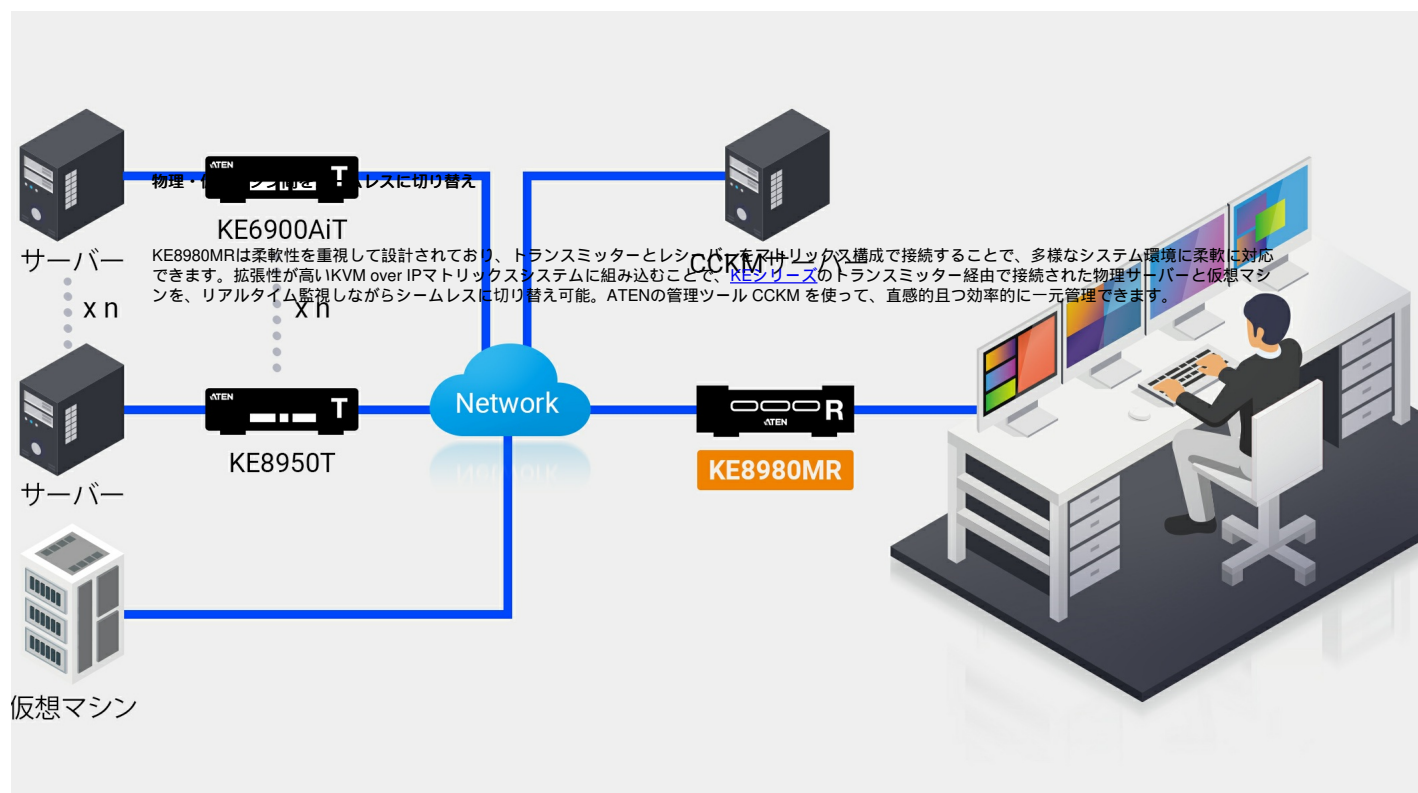 ATEN
T
物理・仮想マシン間をシームレスに切り替え
KE6900AiT
サーバー
KE8980MRは柔軟性を重視して設計されており、トランスミッターとレシーバーをマトリックス構成で接続することで、多様なシステム環境に柔軟に対応
できます。拡張性が高いKVM over IPマトリックスシステムに組み込むことで、KEシリーズのトランスミッター経由で接続された物理サーバーと仮想マシ
ンを、リアルタイム監視しながらシームレスに切り替え可能。ATENの管理ツール CCKM を使って、直感的且つ効率的に一元管理できます。
CCKMサーバー
x n
x n
ATEN
T
Network
R
ATEN
KE8950T
KE8980MR
サーバー
仮想マシン